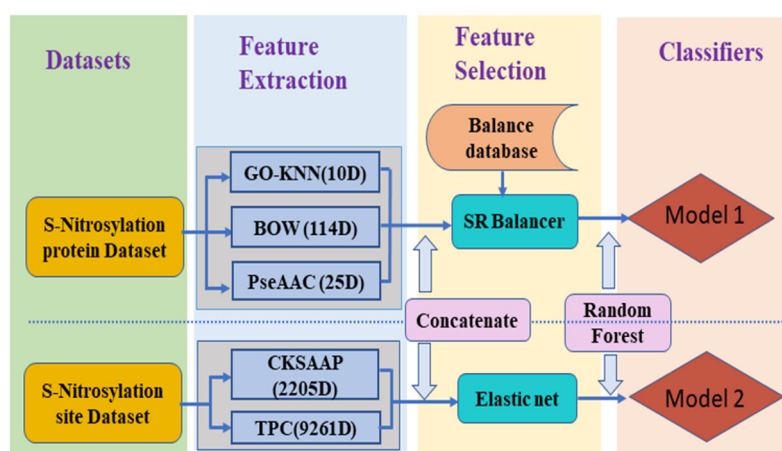 Datasets
Feature
Extraction
Feature
Selection
Classifiers
Balance
database
GO-KNN(10D)
S-Nitrosylation
protein Dataset
BOW (114D)
SR Balancer
Model 1
PseAAC (25D)
Concatenate
Random
Forest
CKSAAP
(2205D)
S-Nitrosylation
site Dataset
TPC(9261D)
Elastic net
Model 2